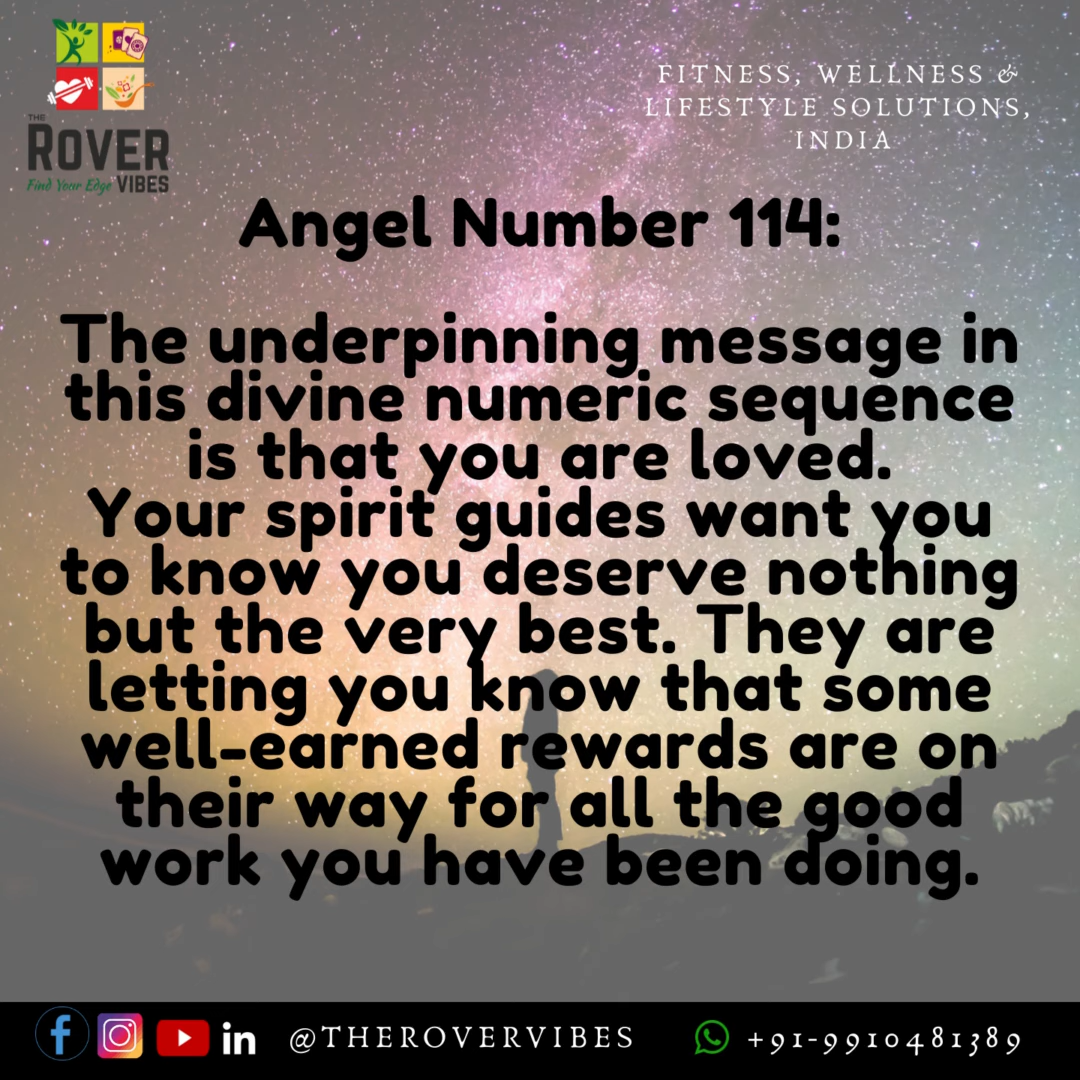 THE
ROVER
Find Your Edge VIBES
FITNESS, WELLNESS &
LIFESTYLE SOLUTIONS,
INDIA
Angel Number 114:
The underpinning message in
this divine numeric sequence
is that you are loved.
Your spirit guides want you
to know you deserve nothing
but the very best. They are
letting you know that some
well-earned rewards are on
their way for all the good
work you have been doing.
@THEROVERVIBES
+91-9910481389